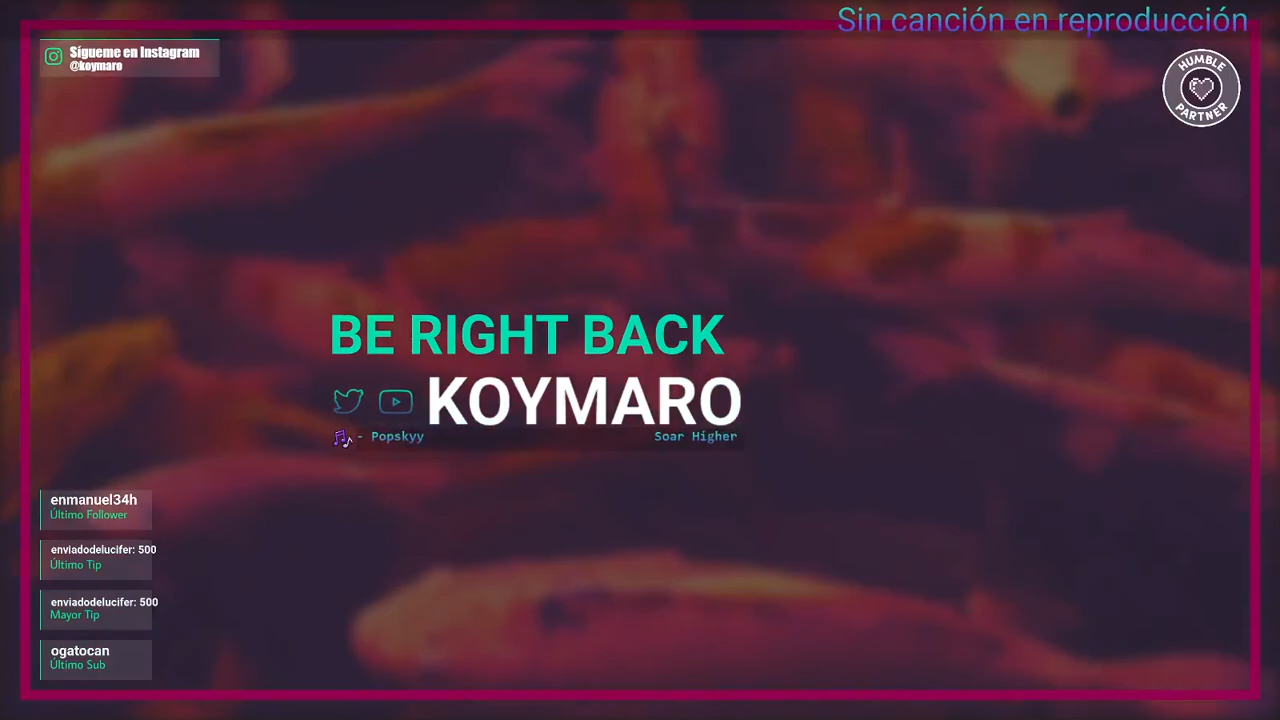 Sin canción en reproducción
Sígueme en Instagram
@koymaro
HUMBLE
PARTNER
BE RIGHT BACK
KOYMARO
- Popskyy Soar Higher
enmanuel34h
Último Follower
enviadodelucifer: 500
Último Tip
enviadodelucifer: 500
Mayor Tip
ogatocan
Último Sub